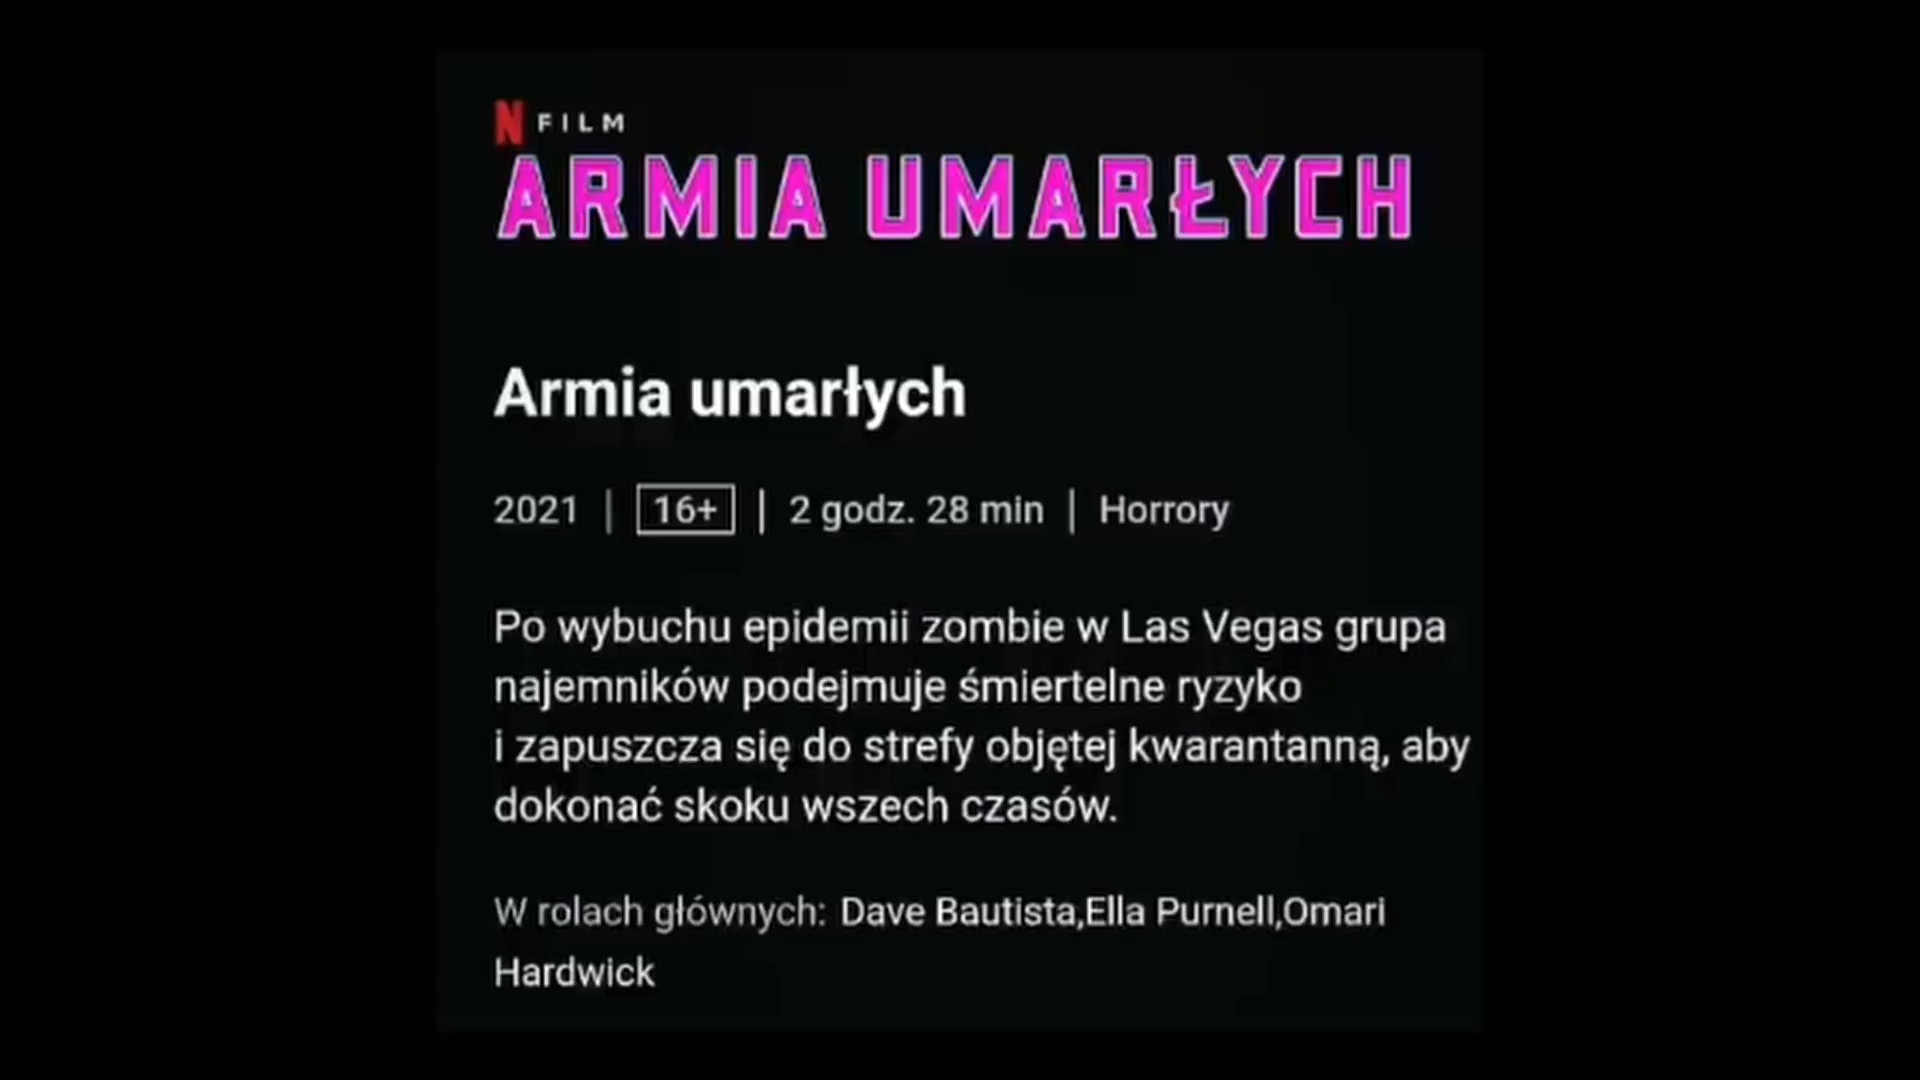 N FILM
ARMIA UMARŁYCH
Armia umarłych
2021 | 16+ | 2 godz. 28 min | Horrory
Po wybuchu epidemii zombie w Las Vegas grupa
najemników podejmuje śmiertelne ryzyko
i zapuszcza się do strefy objętej kwarantanną, aby
dokonać skoku wszech czasów.
W rolach głównych: Dave Bautista,Ella Purnell,Omari
Hardwick